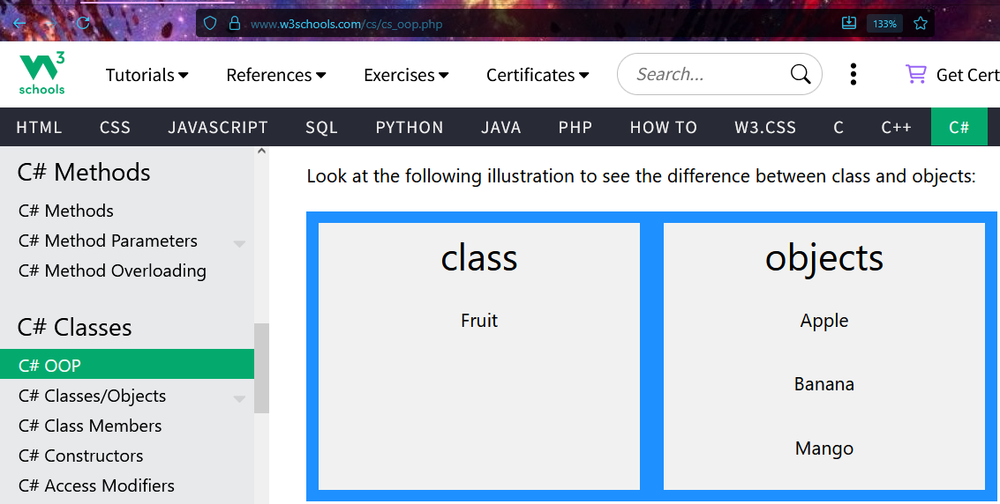 www.w3schools.com/cs/cs_oop.php
133%
3
schools
Tutorials
References
Exercises
Certificates
Search...
Get Cert
HTML
CSS
JAVASCRIPT
SQL
PYTHON
JAVA
PHP
HOW TO
W3.CSS
C
C++
C#
C# Methods
C# Methods
C# Method Parameters
C# Method Overloading
C# Classes
C# OOP
C# Classes/Objects
C# Class Members
C# Constructors
C# Access Modifiers
Look at the following illustration to see the difference between class and objects:
class
Fruit
objects
Apple
Banana
Mango